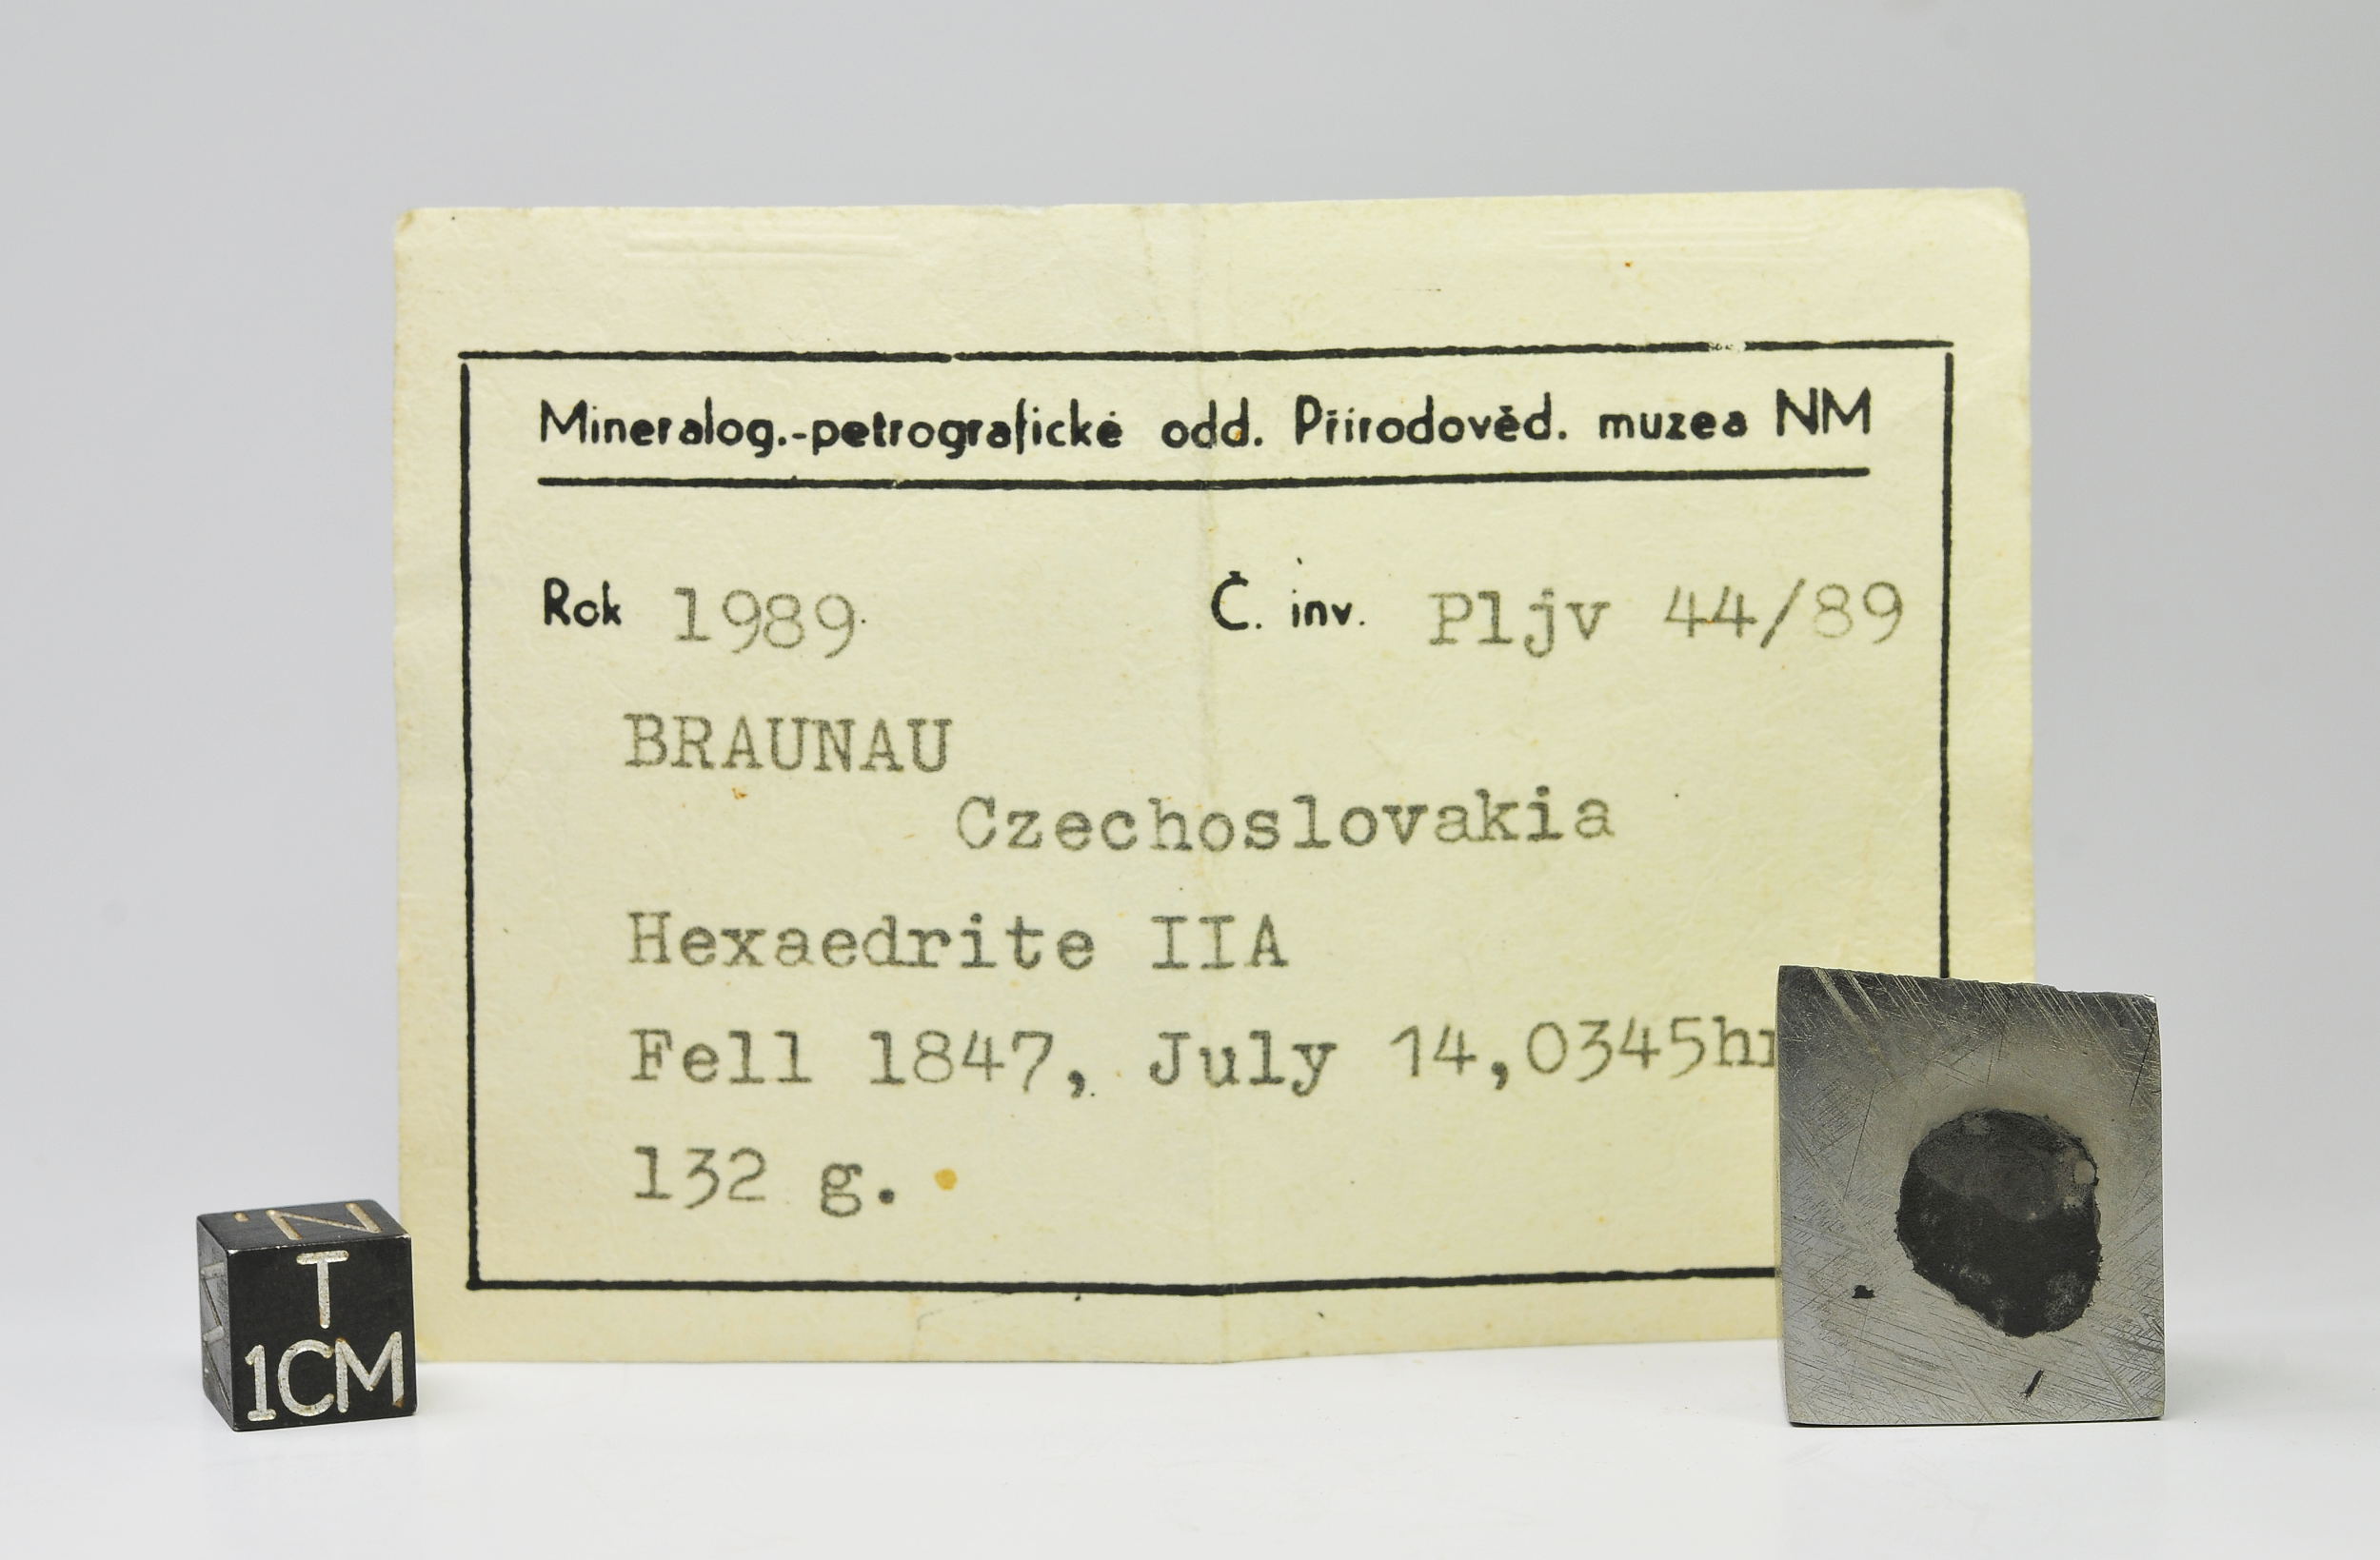 Mineralog.-petrografické odd. Přírodověd. muzea NM
Rok 1989 Č. inv. Pljv 44/89
BRAUNAU
Czechoslovakia
Hexaedrite IIA
Fell 1847, July 14,0345h
132 g.
N
T
1CM